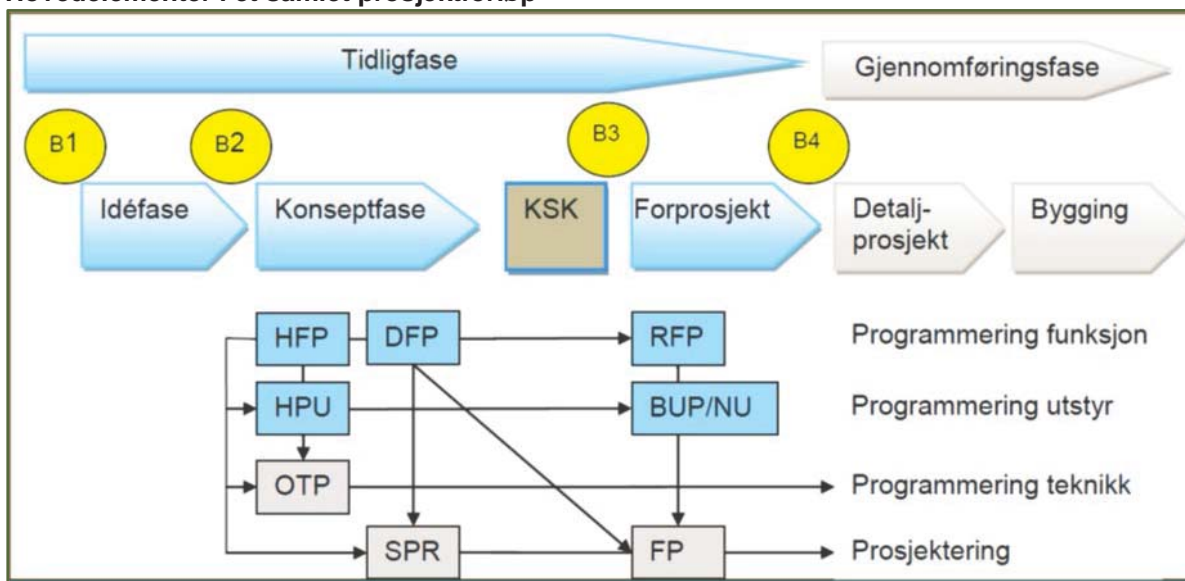 Tidligfase
Gjennomføringsfase
B1
B2
B3
B4
Idéfase
Konseptfase
KSK
Forprosjekt
Detalj-
prosjekt
Bygging
HFP
DFP
RFP
Programmering funksjon
HPU
BUP/NU
Programmering utstyr
OTP
Programmering teknikk
SPR
FP
Prosjektering